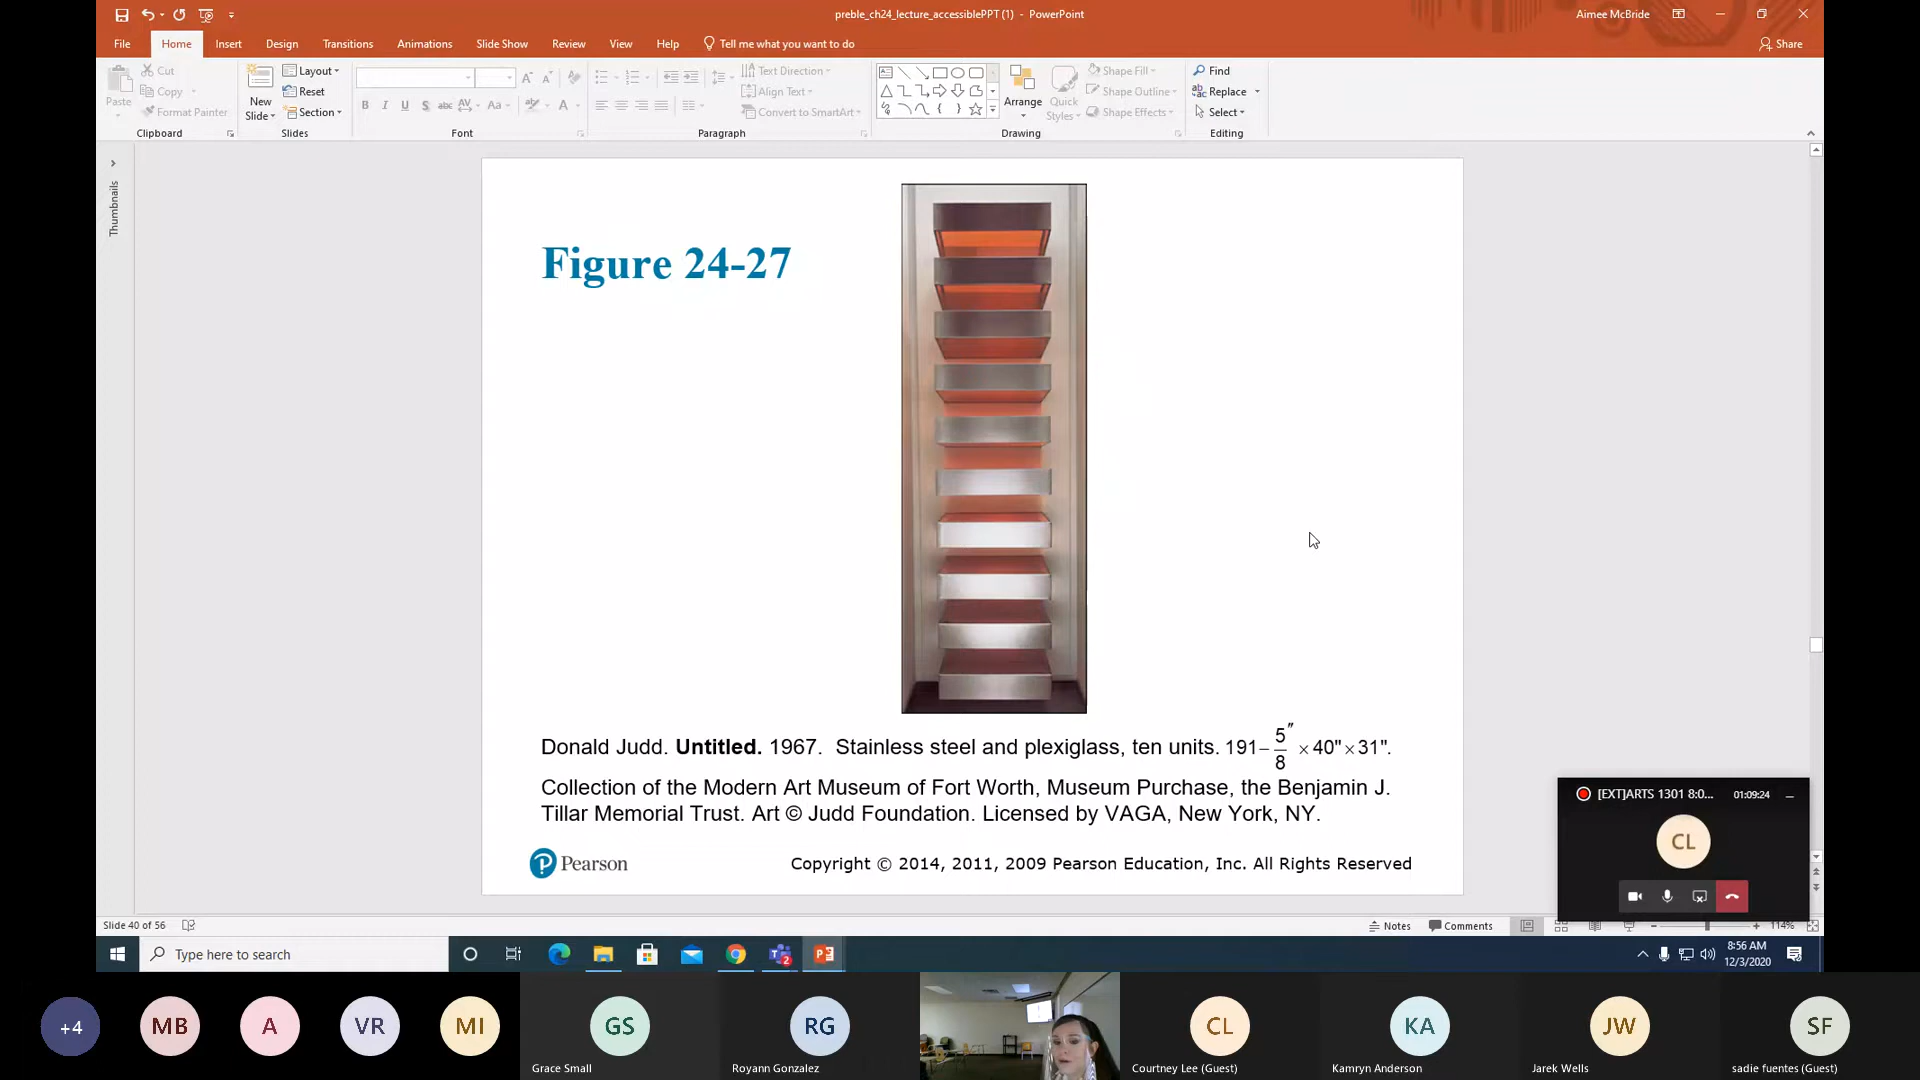 preble_ch24_lecture_accessiblePPT (1) - PowerPoint
Aimee McBride
File Home Insert Design Transitions Animations Slide Show Review View Help Tell me what you want to do
Share
Paste
Cut
Copy
Format Painter
Clipboard
New
Slide
Layout
Reset
Section
Slides
B I U S abc AV Aa A
Font
Text Direction
Align Text
Convert to SmartArt
Paragraph
Arrange
Quick
Styles
Shape Fill
Shape Outline
Shape Effects
Drawing
Find
Replace
Select
Editing
Thumbnails
Figure 24-27
Donald Judd. Untitled. 1967. Stainless steel and plexiglass, ten units. 191–5/8″ × 40" × 31".
Collection of the Modern Art Museum of Fort Worth, Museum Purchase, the Benjamin J.
Tillar Memorial Trust. Art © Judd Foundation. Licensed by VAGA, New York, NY.
Pearson
Copyright © 2014, 2011, 2009 Pearson Education, Inc. All Rights Reserved
[EXT]ARTS 1301 8:0... 01:09:24
CL
Slide 40 of 56
Notes Comments
114%
Type here to search
8:56 AM
12/3/2020
+4 MB A VR MI GS RG CL KA JW SF
Grace Small Royann Gonzalez Courtney Lee (Guest) Kamryn Anderson Jarek Wells sadie fuentes (Guest)